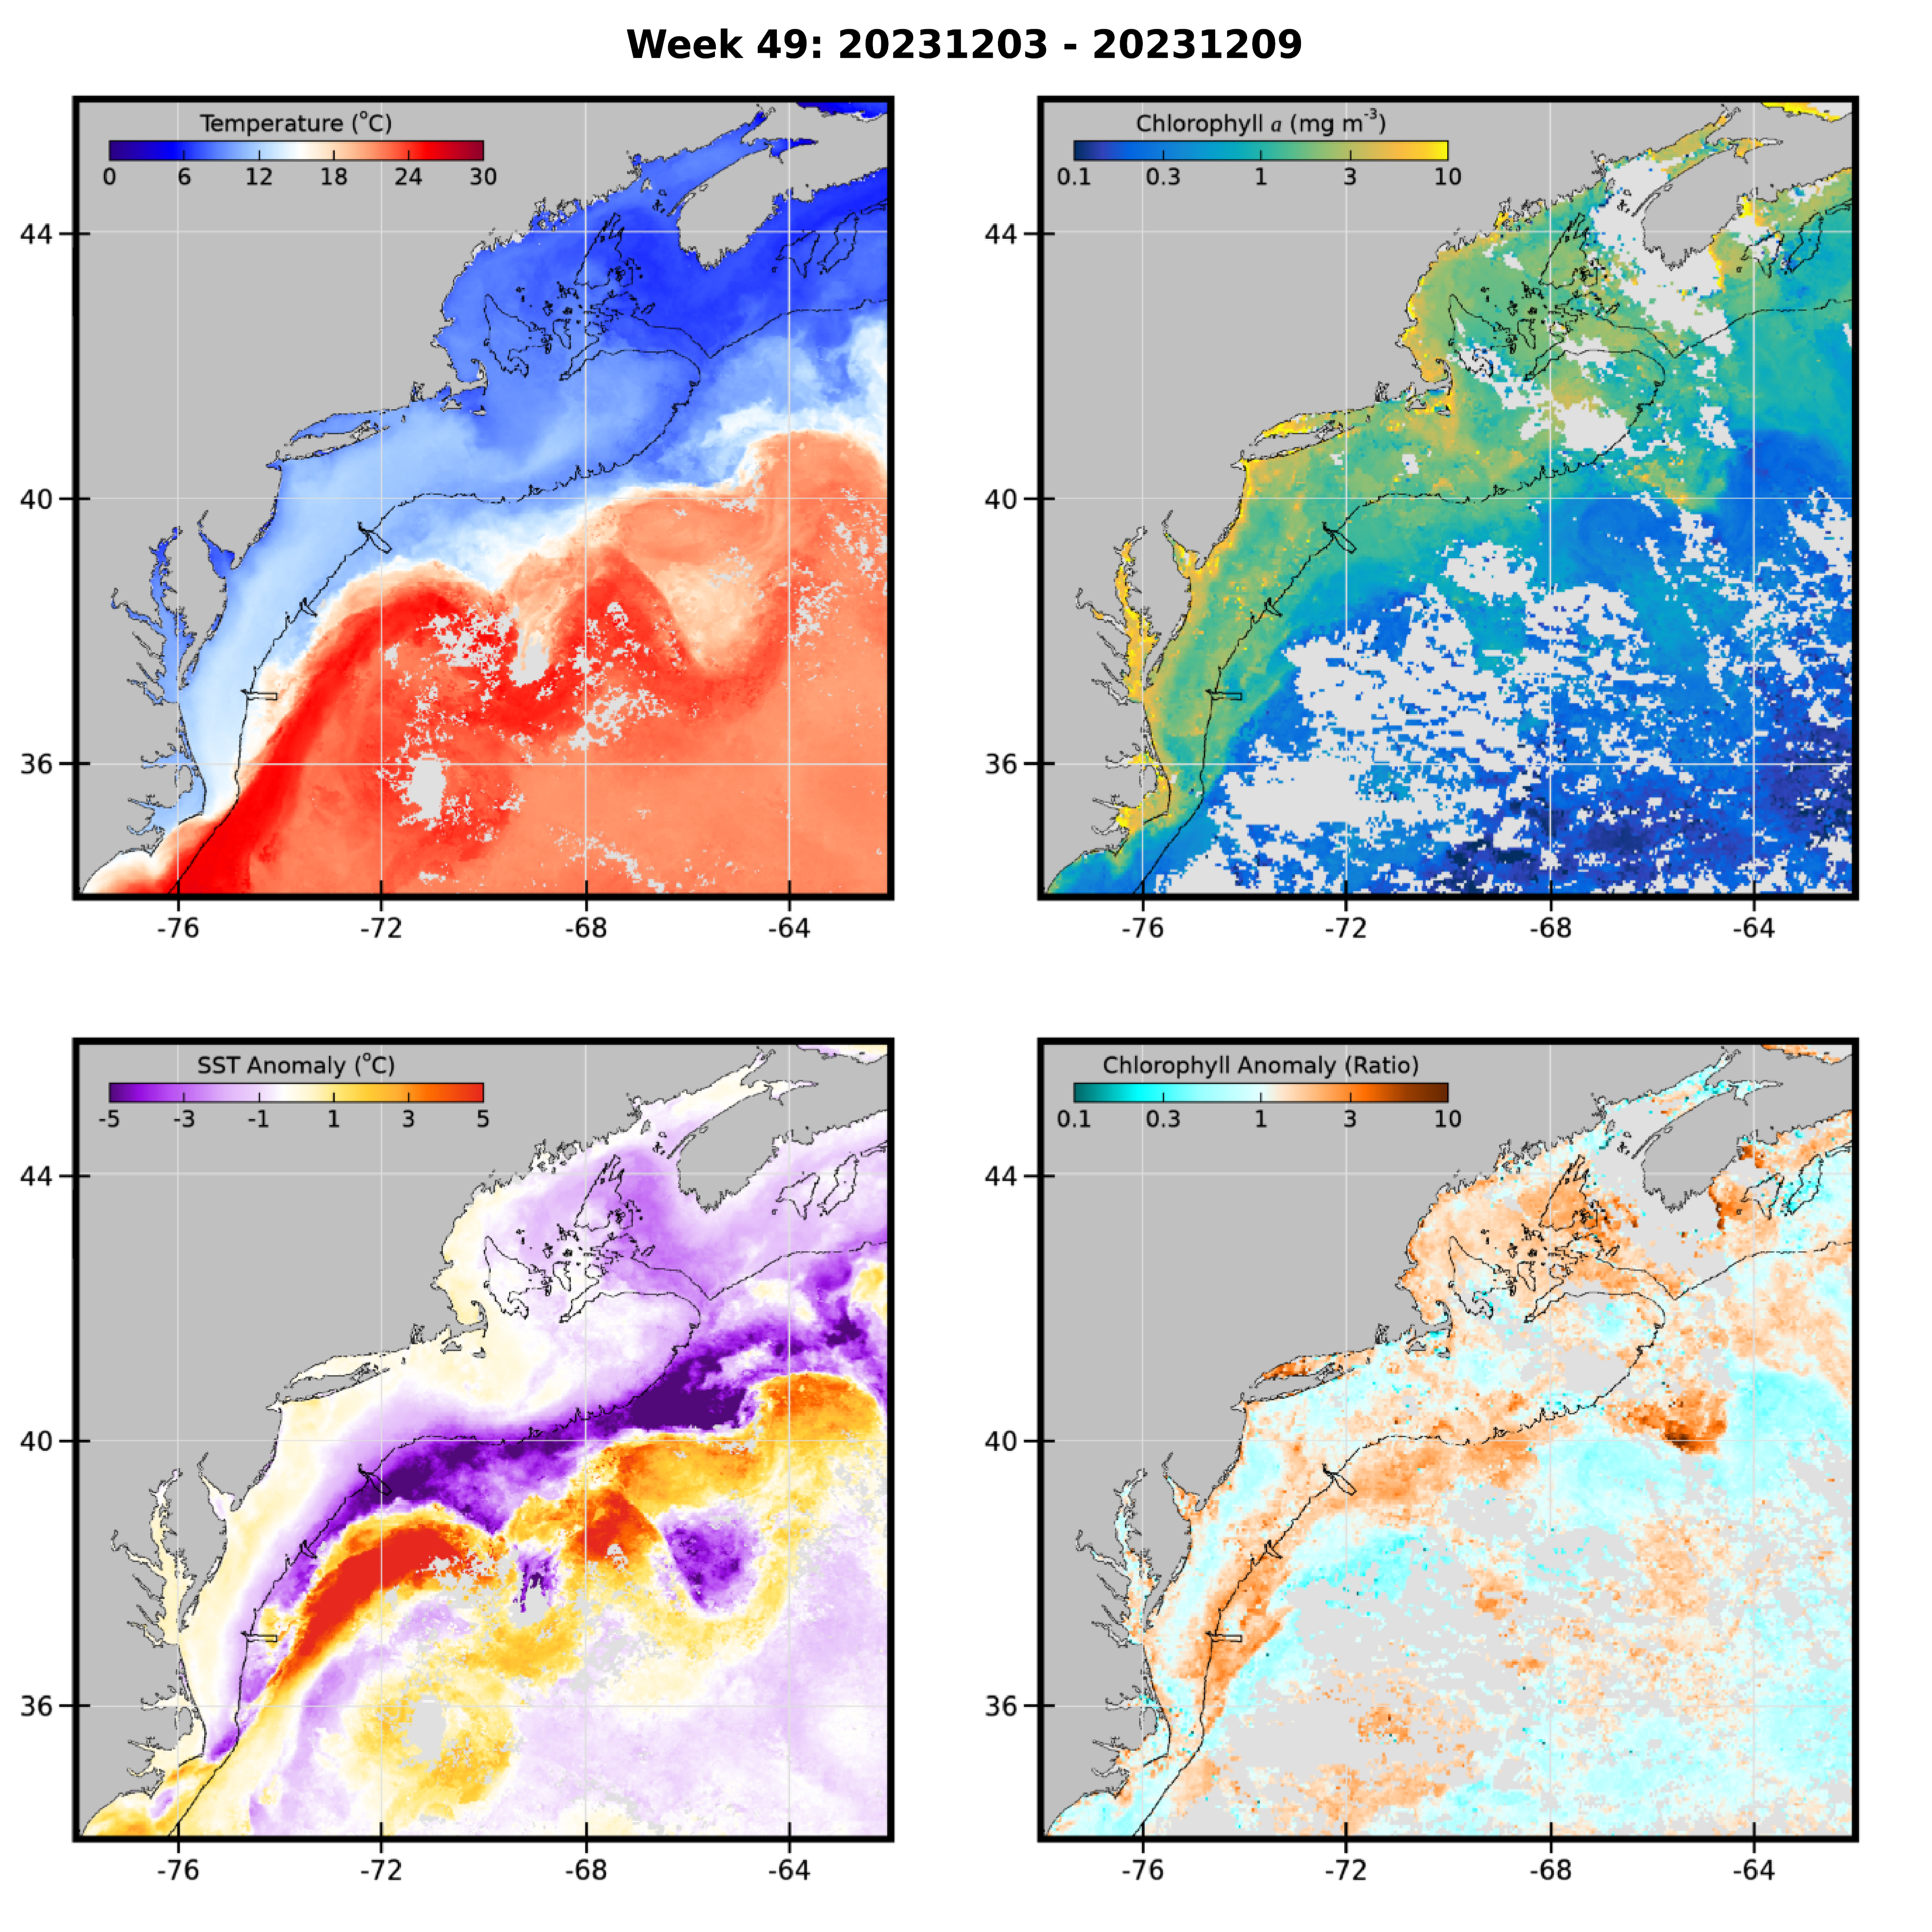 Week 49: 20231203 - 20231209
Temperature (°C)
0 6 12 18 24 30
44
40
36
-76 -72 -68 -64
Chlorophyll a (mg m⁻³)
0.1 0.3 1 3 10
44
40
36
-76 -72 -68 -64
SST Anomaly (°C)
-5 -3 -1 1 3 5
44
40
36
-76 -72 -68 -64
Chlorophyll Anomaly (Ratio)
0.1 0.3 1 3 10
44
40
36
-76 -72 -68 -64